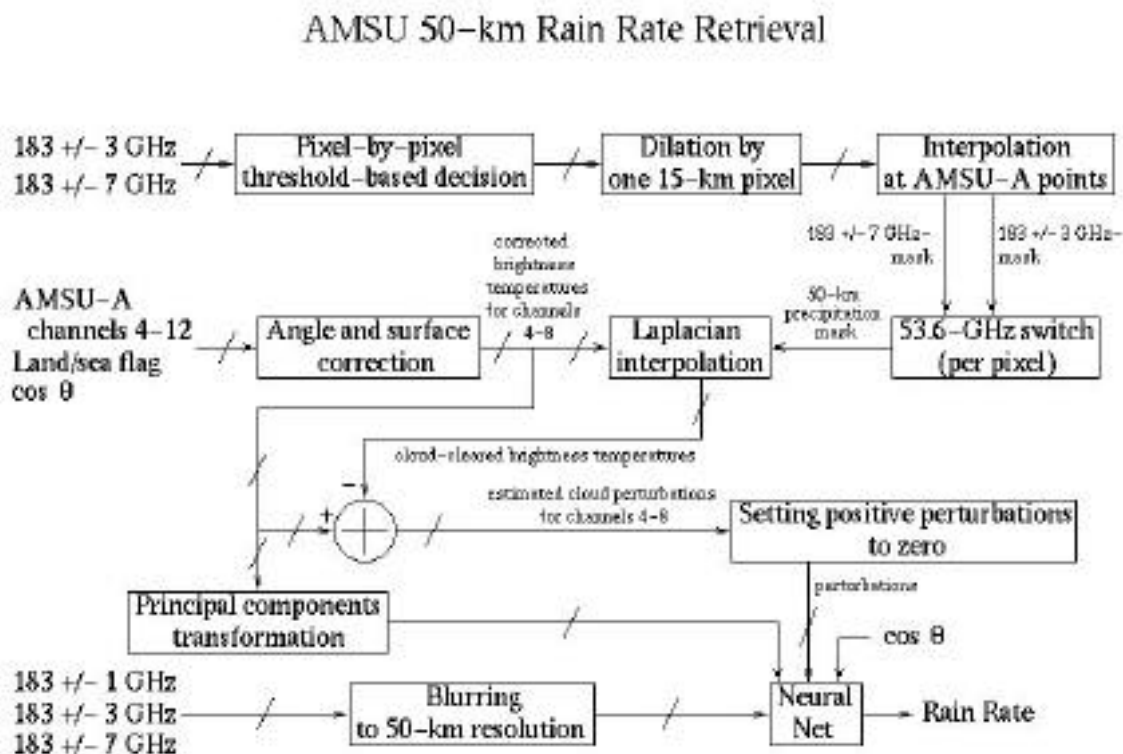 AMSU 50-km Rain Rate Retrieval
183 +/- 3 GHz
183 +/- 7 GHz
Pixel-by-pixel
threshold-based decision
Dilation by
one 15-km pixel
Interpolation
at AMSU-A points
183 +/- 7 GHz-
mask
183 +/- 3 GHz-
mask
corrected
brightness
temperatures
for channels
4-8
50-km
precipitation
mask
AMSU-A
channels 4-12
Land/sea flag
cos θ
Angle and surface
correction
Laplacian
interpolation
53.6-GHz switch
(per pixel)
cloud-cleared brightness temperatures
-
+
estimated cloud perturbations
for channels 4-8
Setting positive perturbations
to zero
perturbations
Principal components
transformation
cos θ
183 +/- 1 GHz
183 +/- 3 GHz
183 +/- 7 GHz
Blurring
to 50-km resolution
Neural
Net
Rain Rate